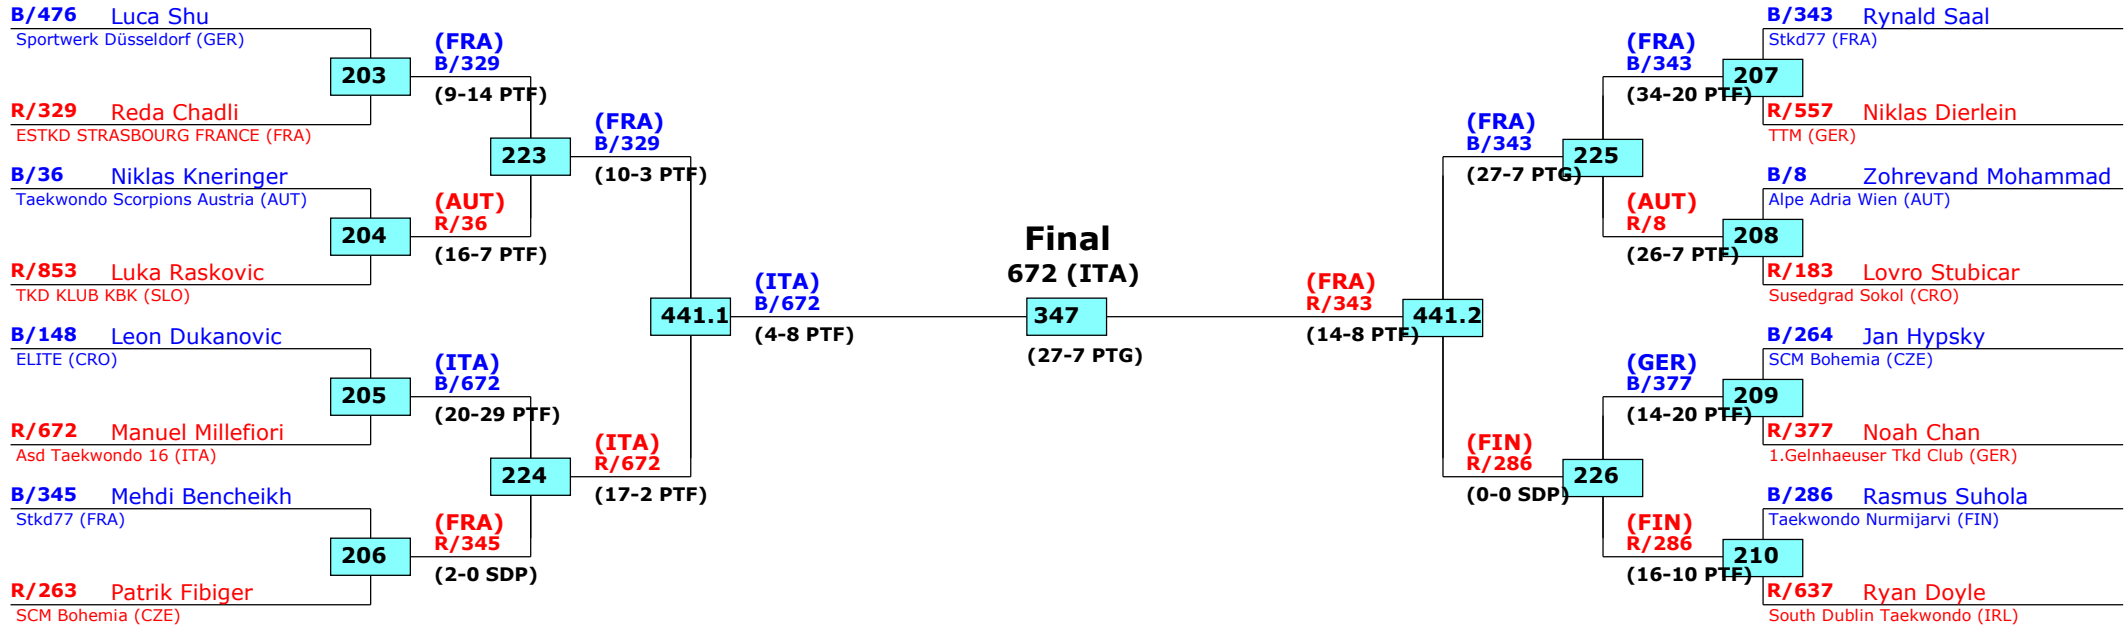 B/476 Luca Shu
Sportwerk Düsseldorf (GER)
203
R/329 Reda Chadli
ESTKD STRASBOURG FRANCE (FRA)
(FRA)
B/329
(9-14 PTF)
B/36 Niklas Kneringer
Taekwondo Scorpions Austria (AUT)
204
R/853 Luka Raskovic
TKD KLUB KBK (SLO)
(AUT)
R/36
(16-7 PTF)
223
(FRA)
B/329
(10-3 PTF)
B/148 Leon Dukanovic
ELITE (CRO)
205
R/672 Manuel Millefiori
Asd Taekwondo 16 (ITA)
(ITA)
B/672
(20-29 PTF)
B/345 Mehdi Bencheikh
Stkd77 (FRA)
206
R/263 Patrik Fibiger
SCM Bohemia (CZE)
(FRA)
R/345
(2-0 SDP)
224
(ITA)
R/672
(17-2 PTF)
441.1
(ITA)
B/672
(4-8 PTF)
Final
672 (ITA)
347
(27-7 PTG)
(FRA)
R/343
(14-8 PTF)
441.2
(FRA)
B/343
(27-7 PTG)
225
(FRA)
B/343
(34-20 PTF)
207
B/343 Rynald Saal
Stkd77 (FRA)
R/557 Niklas Dierlein
TTM (GER)
(AUT)
R/8
(26-7 PTF)
208
B/8 Zohrevand Mohammad
Alpe Adria Wien (AUT)
R/183 Lovro Stubicar
Susedgrad Sokol (CRO)
(FIN)
R/286
(0-0 SDP)
226
(GER)
B/377
(14-20 PTF)
209
B/264 Jan Hypsky
SCM Bohemia (CZE)
R/377 Noah Chan
1.Gelnhaeuser Tkd Club (GER)
(FIN)
R/286
(16-10 PTF)
210
B/286 Rasmus Suhola
Taekwondo Nurmijarvi (FIN)
R/637 Ryan Doyle
South Dublin Taekwondo (IRL)